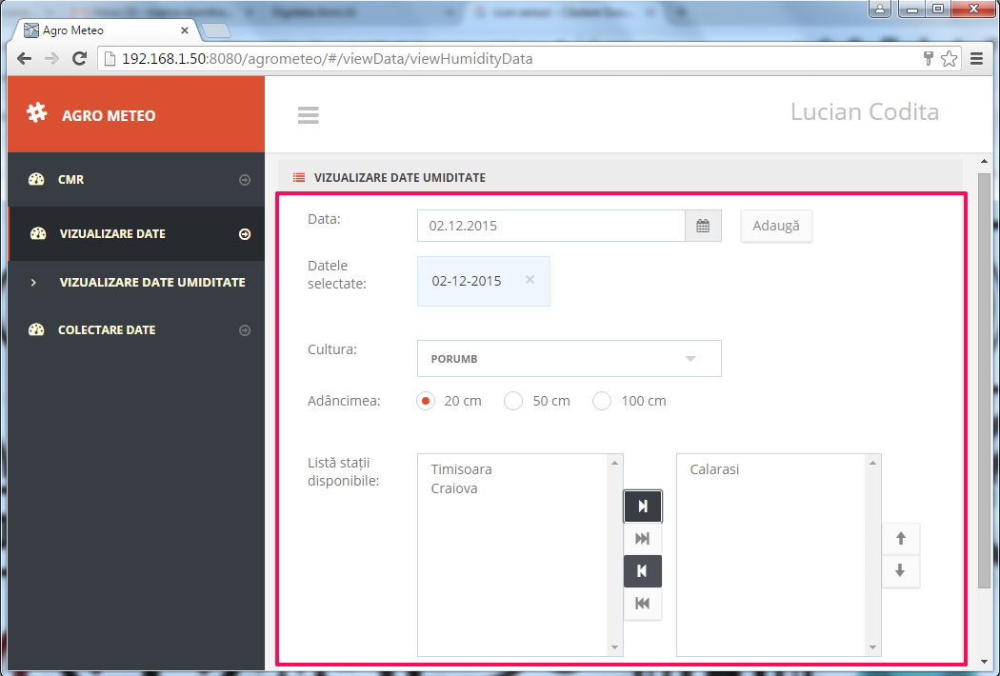 Agro Meteo
192.168.1.50:8080/agrometeo/#/viewData/viewHumidityData
AGRO METEO
Lucian Codita
CMR
VIZUALIZARE DATE
VIZUALIZARE DATE UMIDITATE
COLECTARE DATE
VIZUALIZARE DATE UMIDITATE
Data:
02.12.2015
Adaugă
Datele
selectate:
02-12-2015
Cultura:
PORUMB
Adâncimea:
20 cm
50 cm
100 cm
Listă stații
disponibile:
Timisoara
Craiova
Calarasi